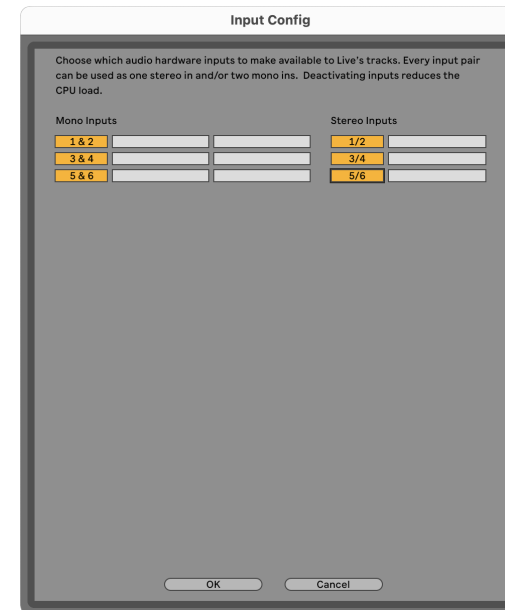 Input Config
Choose which audio hardware inputs to make available to Live's tracks. Every input pair
can be used as one stereo in and/or two mono ins.  Deactivating inputs reduces the
CPU load.
Mono Inputs
Stereo Inputs
1 & 2
1/2
3 & 4
3/4
5 & 6
5/6
OK
Cancel